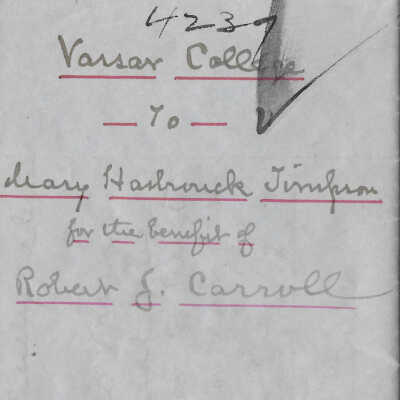 4237
Vassar College
To
Mary Hasbrouck Timpson
for the benefit of
Robert J. Carroll